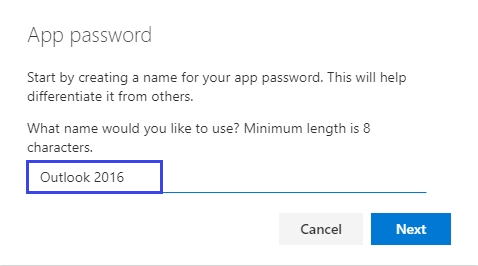 App password
Start by creating a name for your app password. This will help
differentiate it from others.
What name would you like to use? Minimum length is 8
characters.
Outlook 2016
Cancel
Next